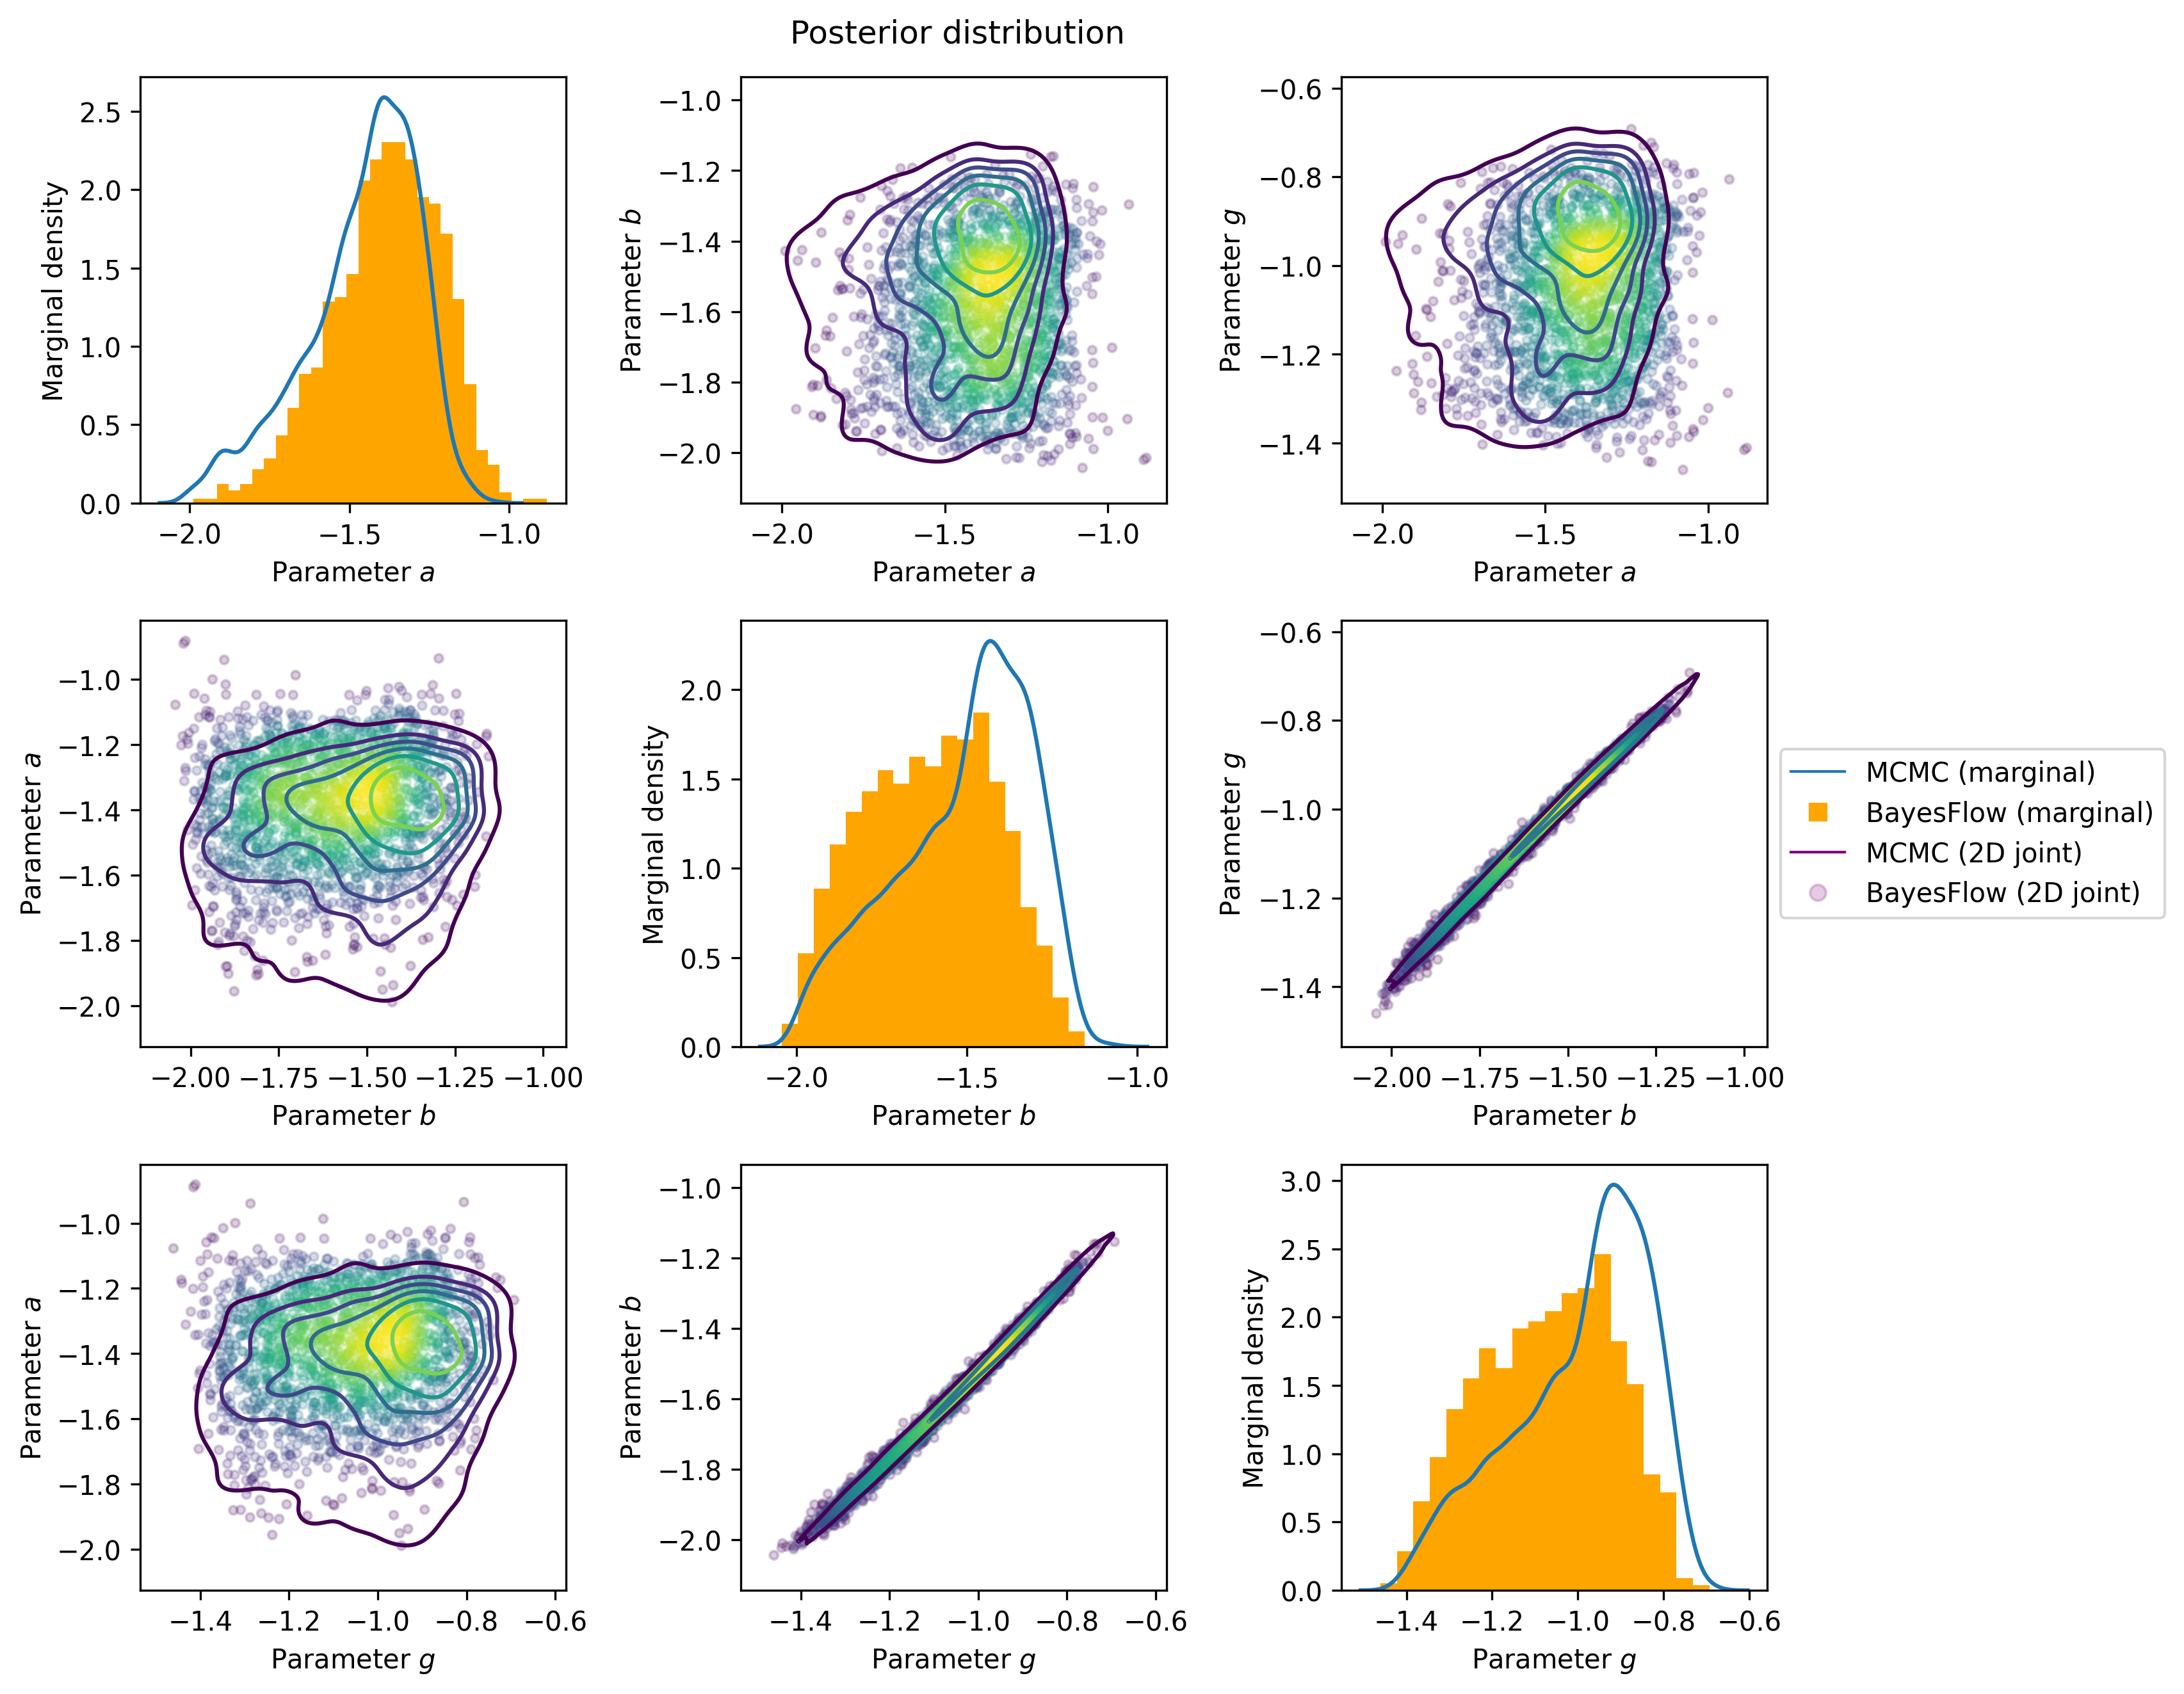 Posterior distribution
Marginal density
2.5
2.0
1.5
1.0
0.5
0.0
−2.0 −1.5 −1.0
Parameter a
Parameter b
−1.0
−1.2
−1.4
−1.6
−1.8
−2.0
−2.0 −1.5 −1.0
Parameter a
Parameter g
−0.6
−0.8
−1.0
−1.2
−1.4
−2.0 −1.5 −1.0
Parameter a
Parameter a
−1.0
−1.2
−1.4
−1.6
−1.8
−2.0
−2.00 −1.75 −1.50 −1.25 −1.00
Parameter b
Marginal density
2.0
1.5
1.0
0.5
0.0
−2.0 −1.5 −1.0
Parameter b
Parameter g
−0.6
−0.8
−1.0
−1.2
−1.4
−2.00 −1.75 −1.50 −1.25 −1.00
Parameter b
MCMC (marginal)
BayesFlow (marginal)
MCMC (2D joint)
BayesFlow (2D joint)
Parameter a
−1.0
−1.2
−1.4
−1.6
−1.8
−2.0
−1.4 −1.2 −1.0 −0.8 −0.6
Parameter g
Parameter b
−1.0
−1.2
−1.4
−1.6
−1.8
−2.0
−1.4 −1.2 −1.0 −0.8 −0.6
Parameter g
Marginal density
3.0
2.5
2.0
1.5
1.0
0.5
0.0
−1.4 −1.2 −1.0 −0.8 −0.6
Parameter g